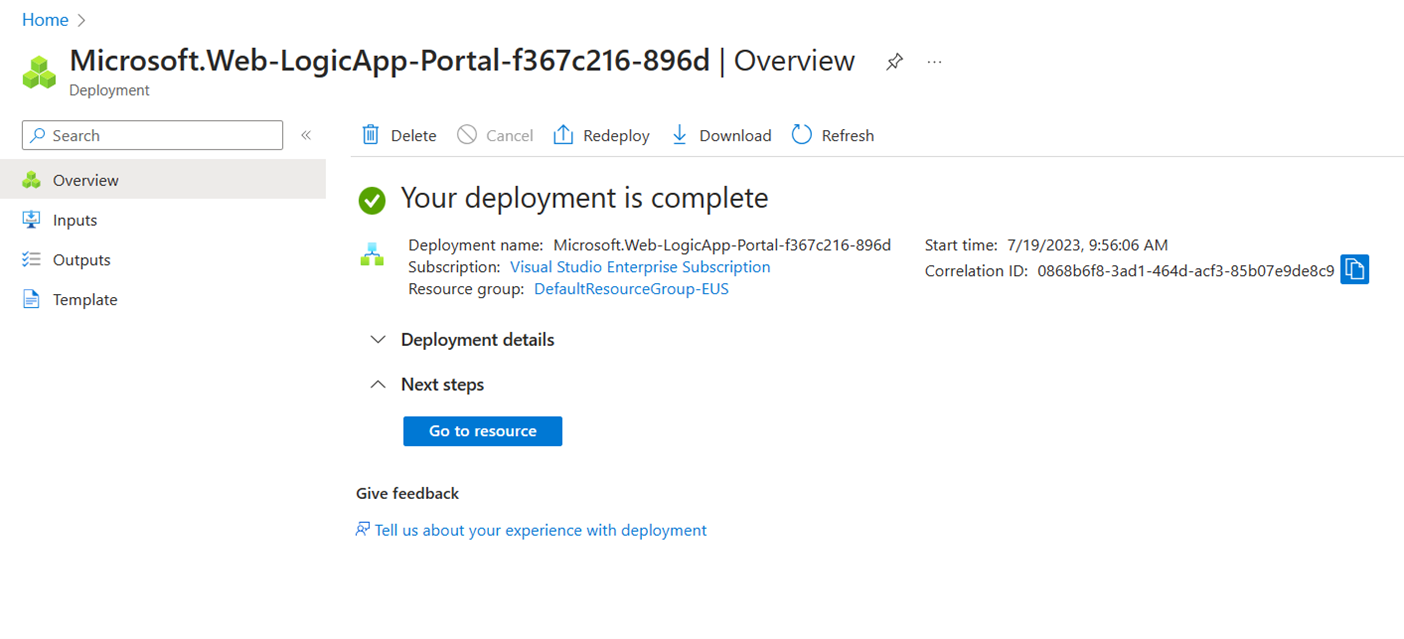 Home
Microsoft.Web-LogicApp-Portal-f367c216-896d | Overview
Deployment
Search
Delete
Cancel
Redeploy
Download
Refresh
Overview
Inputs
Outputs
Template
Your deployment is complete
Deployment name: Microsoft.Web-LogicApp-Portal-f367c216-896d
Subscription: Visual Studio Enterprise Subscription
Resource group: DefaultResourceGroup-EUS
Start time: 7/19/2023, 9:56:06 AM
Correlation ID: 0868b6f8-3ad1-464d-acf3-85b07e9de8c9
Deployment details
Next steps
Go to resource
Give feedback
Tell us about your experience with deployment